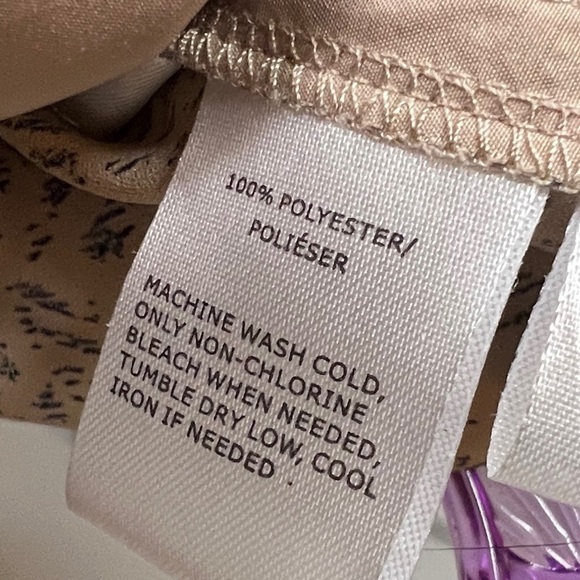 100% POLYESTER/
POLIÉSER
MACHINE WASH COLD,
ONLY NON-CHLORINE
BLEACH WHEN NEEDED,
TUMBLE DRY LOW, COOL
IRON IF NEEDED .